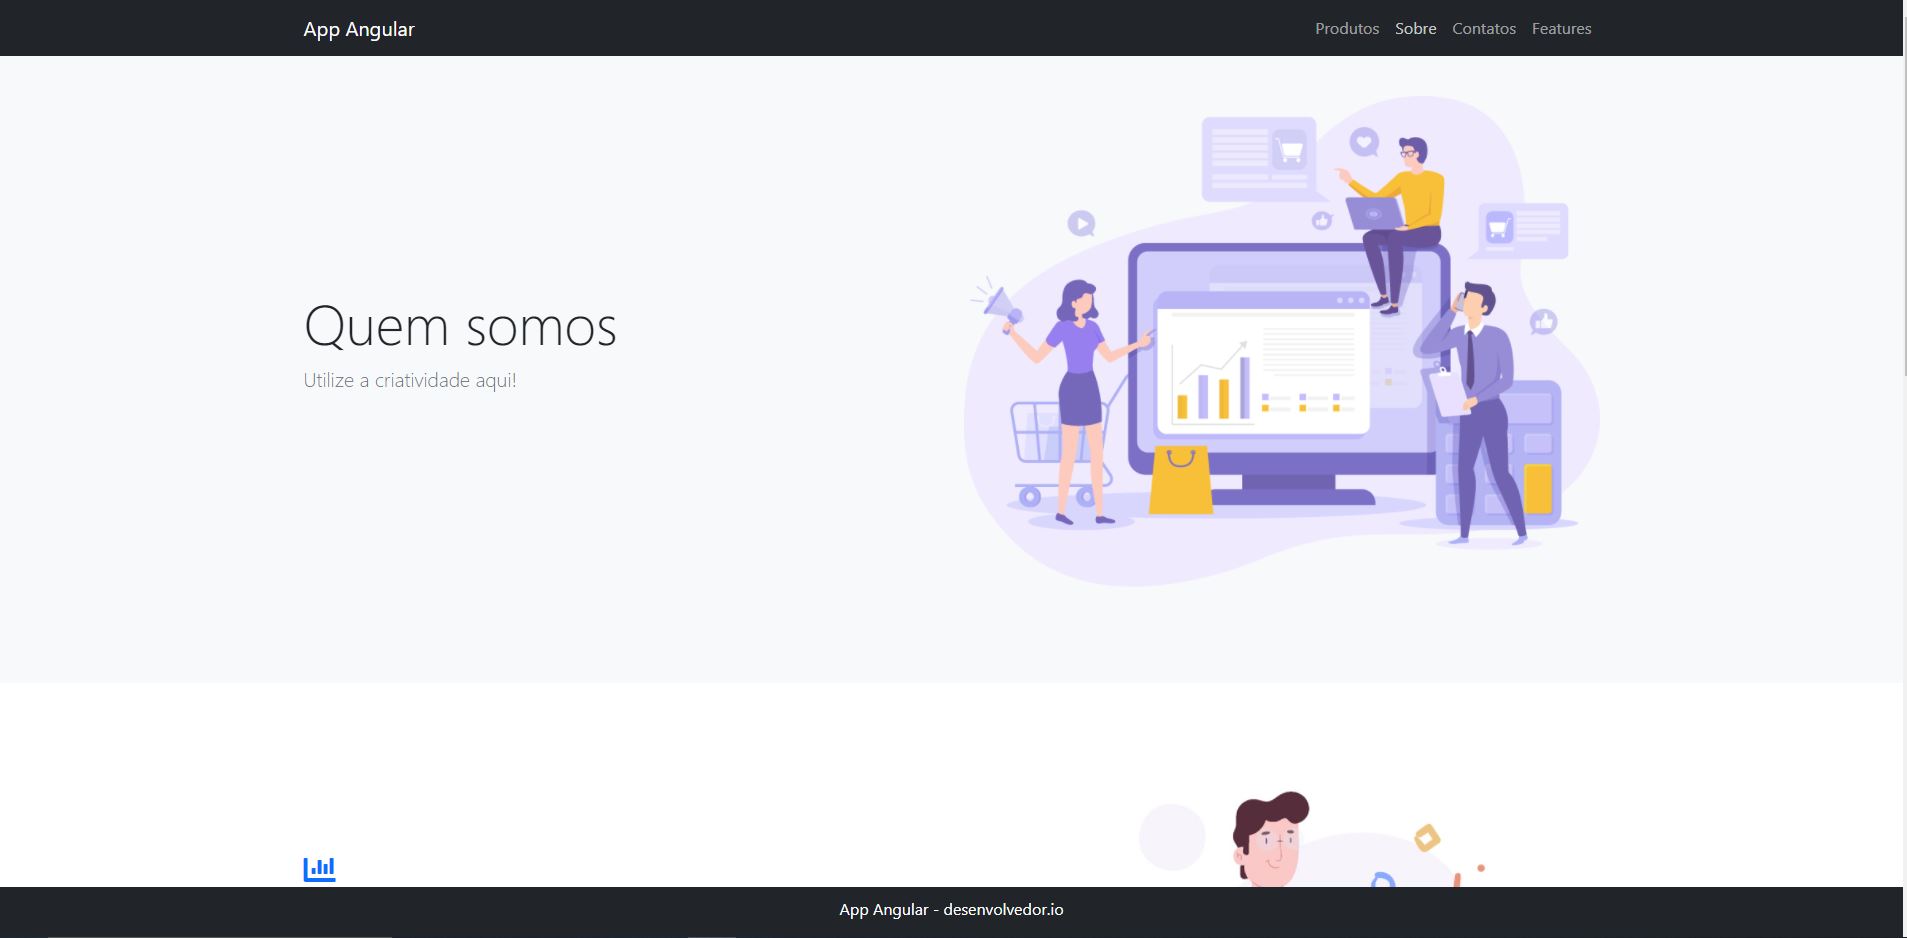 App Angular
Produtos Sobre Contatos Features
Quem somos
Utilize a criatividade aqui!
App Angular - desenvolvedor.io